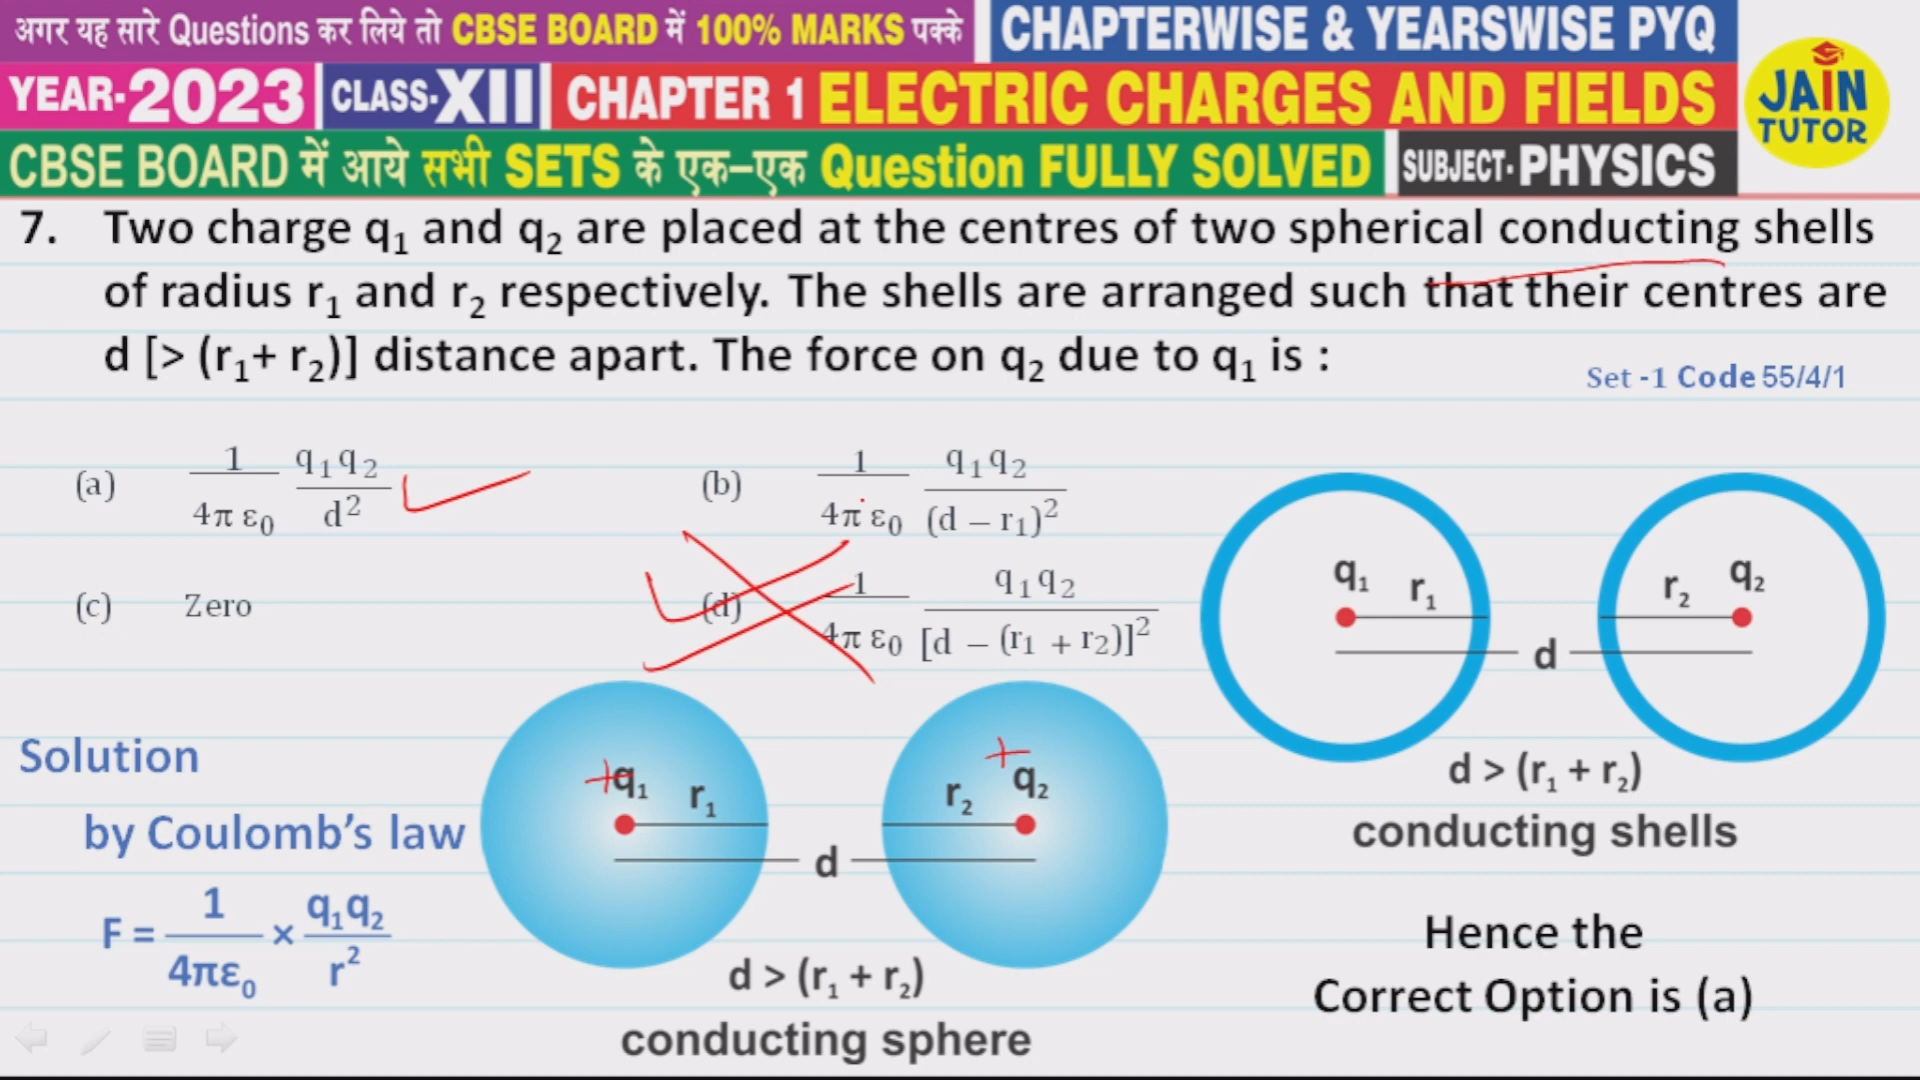 अगर यह सारे Questions कर लिये तो CBSE BOARD में 100% MARKS पक्के
CHAPTERWISE & YEARSWISE PYQ
YEAR-2023 CLASS-XII CHAPTER 1 ELECTRIC CHARGES AND FIELDS
JAIN
TUTOR
CBSE BOARD में आये सभी SETS के एक–एक Question FULLY SOLVED SUBJECT-PHYSICS
7. Two charge q₁ and q₂ are placed at the centres of two spherical conducting shells
of radius r₁ and r₂ respectively. The shells are arranged such that their centres are
d [> (r₁+ r₂)] distance apart. The force on q₂ due to q₁ is :
Set -1 Code 55/4/1
(a) 1/(4π ε₀) q₁q₂/d²
(b) 1/(4π ε₀) q₁q₂/(d – r₁)²
(c) Zero
(d) 1/(4π ε₀) q₁q₂/[d – (r₁ + r₂)]²
q₁ r₁ r₂ q₂
d
d > (r₁ + r₂)
conducting shells
Solution
by Coulomb's law
F = 1/(4πε₀) × q₁q₂/r²
+q₁ r₁ r₂ +q₂
d
d > (r₁ + r₂)
conducting sphere
Hence the
Correct Option is (a)